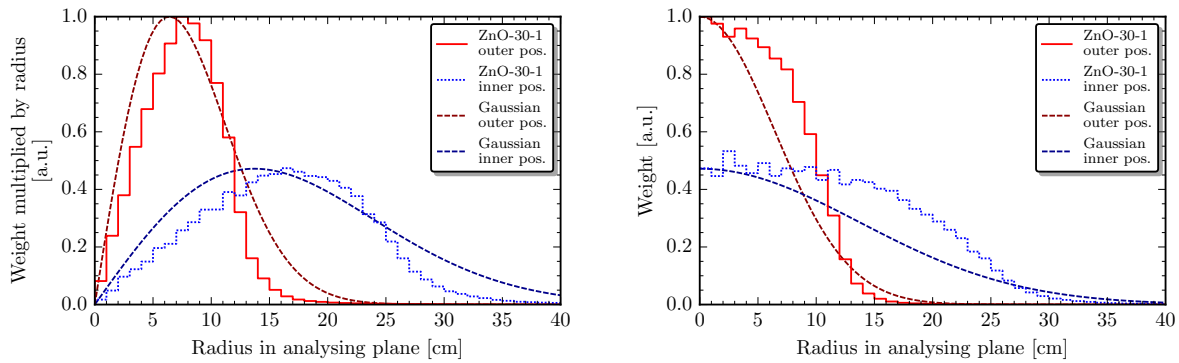 Weight multiplied by radius
[a.u.]
1.0
0.8
0.6
0.4
0.2
0.0
0 5 10 15 20 25 30 35 40
Radius in analysing plane [cm]
ZnO-30-1
outer pos.
ZnO-30-1
inner pos.
Gaussian
outer pos.
Gaussian
inner pos.
Weight [a.u.]
1.0
0.8
0.6
0.4
0.2
0.0
0 5 10 15 20 25 30 35 40
Radius in analysing plane [cm]
ZnO-30-1
outer pos.
ZnO-30-1
inner pos.
Gaussian
outer pos.
Gaussian
inner pos.